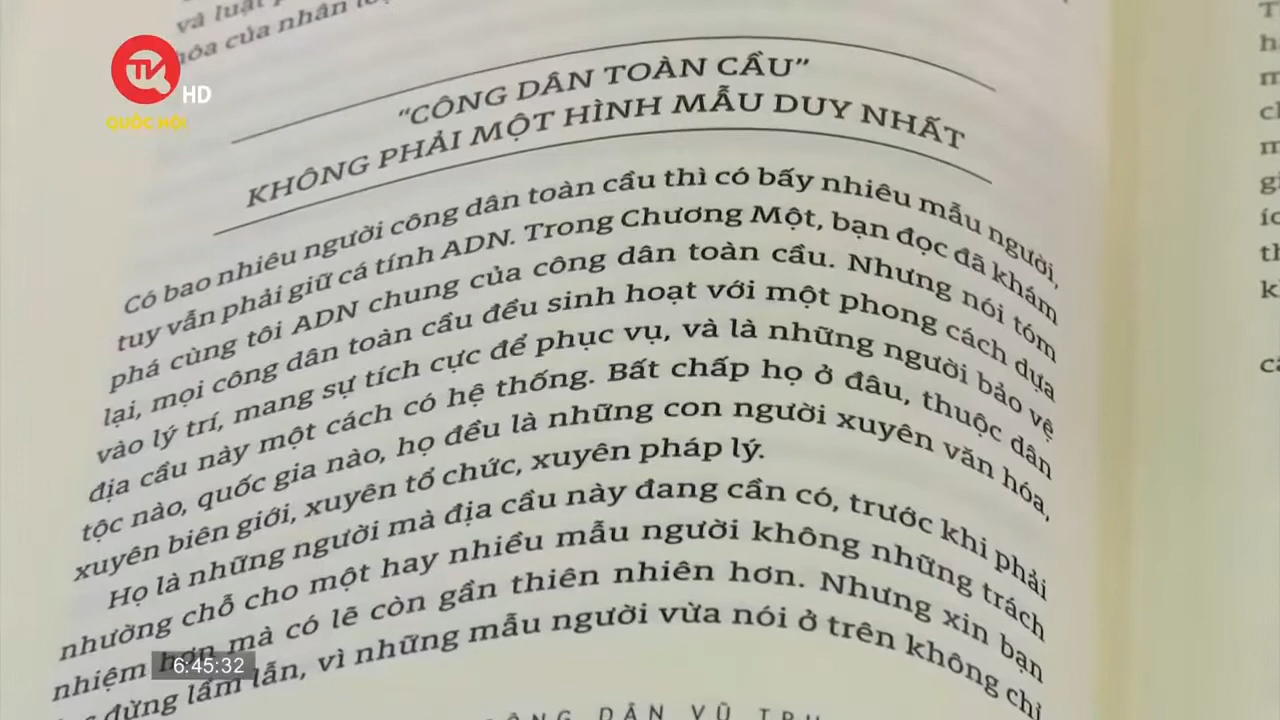 và luật
hóa của nhân
TV
HD
QUỐC HỘI
“CÔNG DÂN TOÀN CẦU”
KHÔNG PHẢI MỘT HÌNH MẪU DUY NHẤT
Có bao nhiêu người công dân toàn cầu thì có bấy nhiêu mẫu người,
tuy vẫn phải giữ cá tính ADN. Trong Chương Một, bạn đọc đã khám
phá cùng tôi ADN chung của công dân toàn cầu. Nhưng nói tóm
lại, mọi công dân toàn cầu đều sinh hoạt với một phong cách dựa
vào lý trí, mang sự tích cực để phục vụ, và là những người bảo vệ
địa cầu này một cách có hệ thống. Bất chấp họ ở đâu, thuộc dân
tộc nào, quốc gia nào, họ đều là những con người xuyên văn hóa,
xuyên biên giới, xuyên tổ chức, xuyên pháp lý.
Họ là những người mà địa cầu này đang cần có, trước khi phải
nhường chỗ cho một hay nhiều mẫu người không những trách
nhiệm hơn mà có lẽ còn gần thiên nhiên hơn. Nhưng xin bạn
đừng lầm lẫn, vì những mẫu người vừa nói ở trên không chỉ
6:45:32
DÂN VŨ